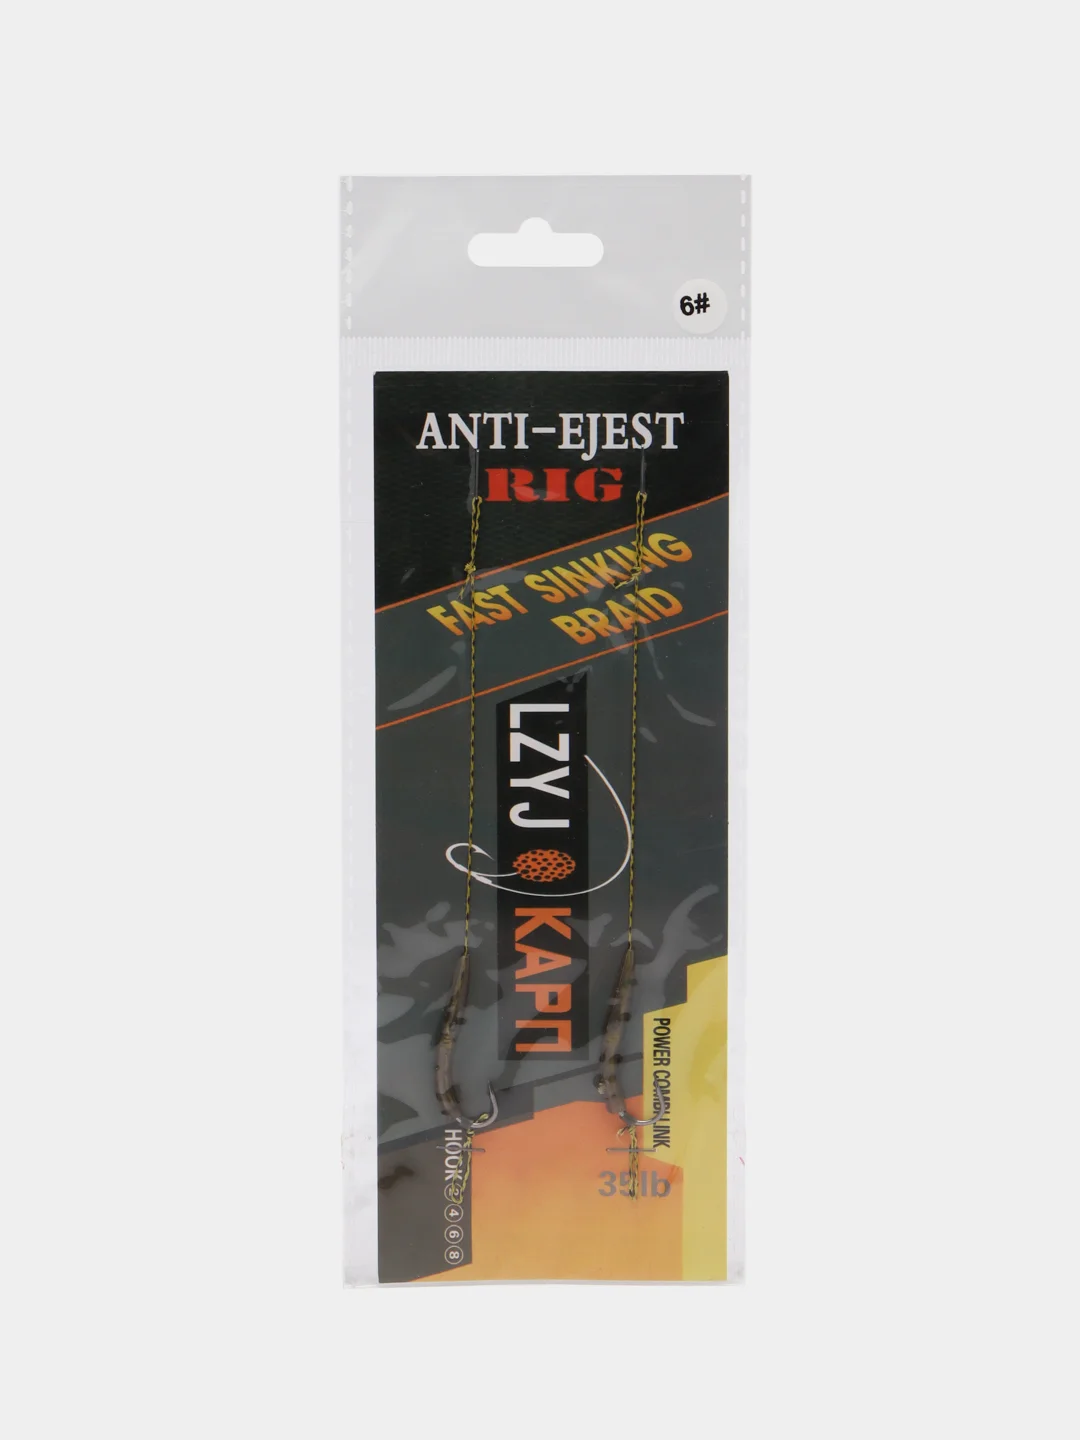 6#
ANTI-EJEST
RIG
FAST SINKING
BRAID
LZYJ
КАРП
POWER COMBI LINK
HOOK 2 4 6 8
35lb